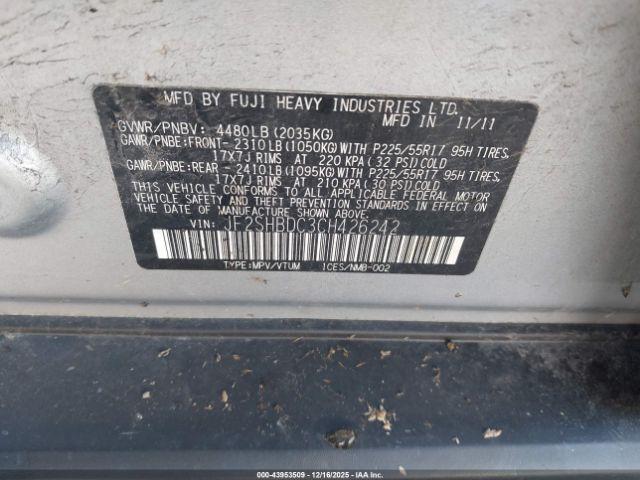 MFD BY FUJI HEAVY INDUSTRIES LTD.
MFD IN 11/11
GVWR/PNBV: 4480LB (2035KG)
GAWR/PNBE:FRONT-2310LB (1050KG) WITH P225/55R17 95H TIRES,
17X7J RIMS AT 220 KPA (32 PSI) COLD
GAWR/PNBE:REAR -2410LB (1095KG) WITH P225/55R17 95H TIRES,
17X7J RIMS AT 210 KPA (30 PSI) COLD
THIS VEHICLE CONFORMS TO ALL APPLICABLE FEDERAL MOTOR
VEHICLE SAFETY AND THEFT PREVENTION STANDARDS IN EFFECT
ON THE DATE OF MANUFACTURE SHOWN ABOVE.
VIN: JF2SHBDC3CH426242
TYPE:MPV/VTUM ICES/NMB-002
000-43953509 - 12/16/2025 - IAAI.COM - Copyright IAA, LLC